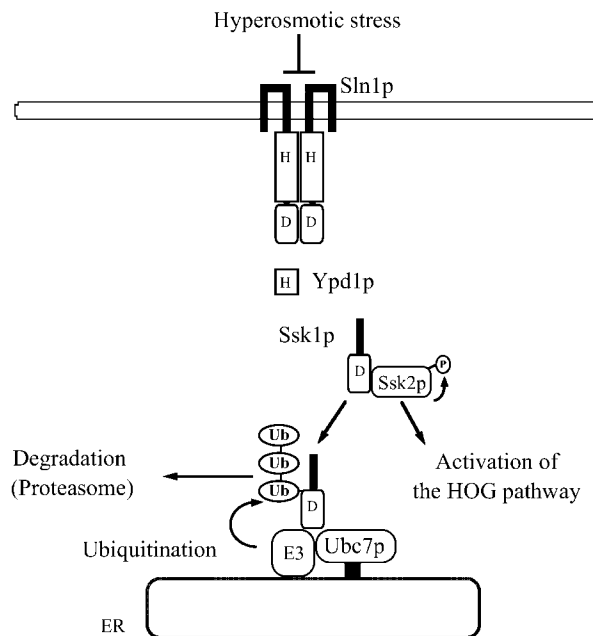 Hyperosmotic stress
Sln1p
H H
D D
H Ypd1p
Ssk1p
D Ssk2p P
Ub
Ub
Ub
D
Degradation
(Proteasome)
Activation of
the HOG pathway
Ubiquitination
E3 Ubc7p
ER